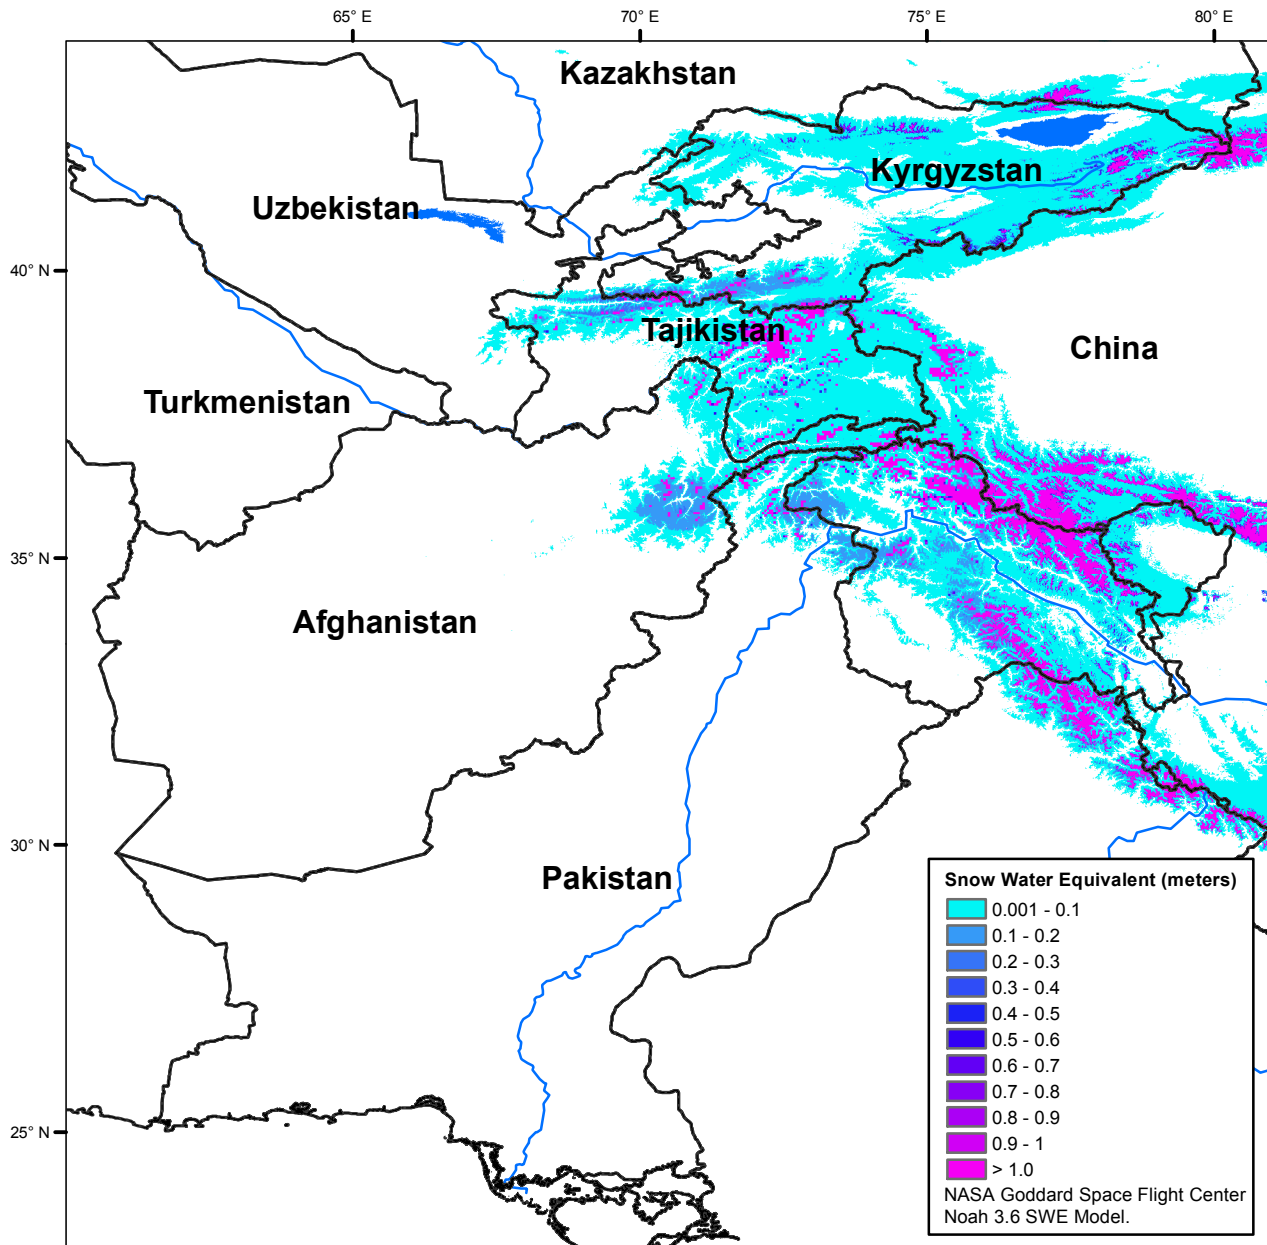 65° E
70° E
75° E
80° E
Kazakhstan
Kyrgyzstan
Uzbekistan
40° N
Tajikistan
China
Turkmenistan
35° N
Afghanistan
30° N
Pakistan
25° N
Snow Water Equivalent (meters)
0.001 - 0.1
0.1 - 0.2
0.2 - 0.3
0.3 - 0.4
0.4 - 0.5
0.5 - 0.6
0.6 - 0.7
0.7 - 0.8
0.8 - 0.9
0.9 - 1
> 1.0
NASA Goddard Space Flight Center
Noah 3.6 SWE Model.